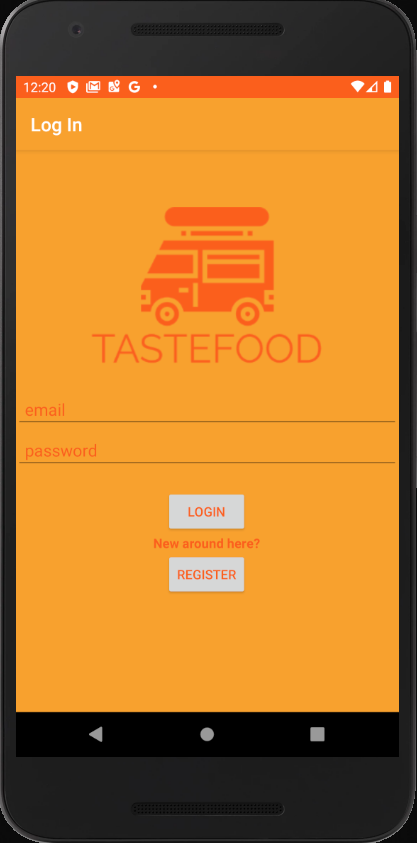 12:20
Log In
TASTEFOOD
email
password
LOGIN
New around here?
REGISTER